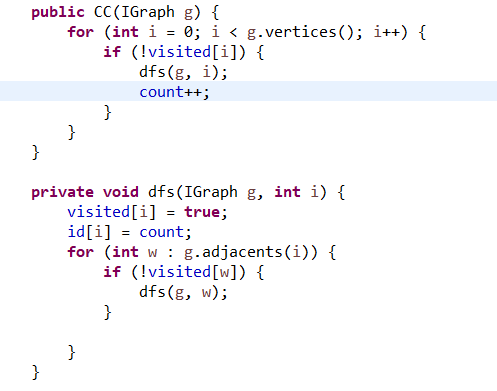 public CC(IGraph g) {
for (int i = 0; i < g.vertices(); i++) {
if (!visited[i]) {
dfs(g, i);
count++;
}
}
}
private void dfs(IGraph g, int i) {
visited[i] = true;
id[i] = count;
for (int w : g.adjacents(i)) {
if (!visited[w]) {
dfs(g, w);
}
}
}